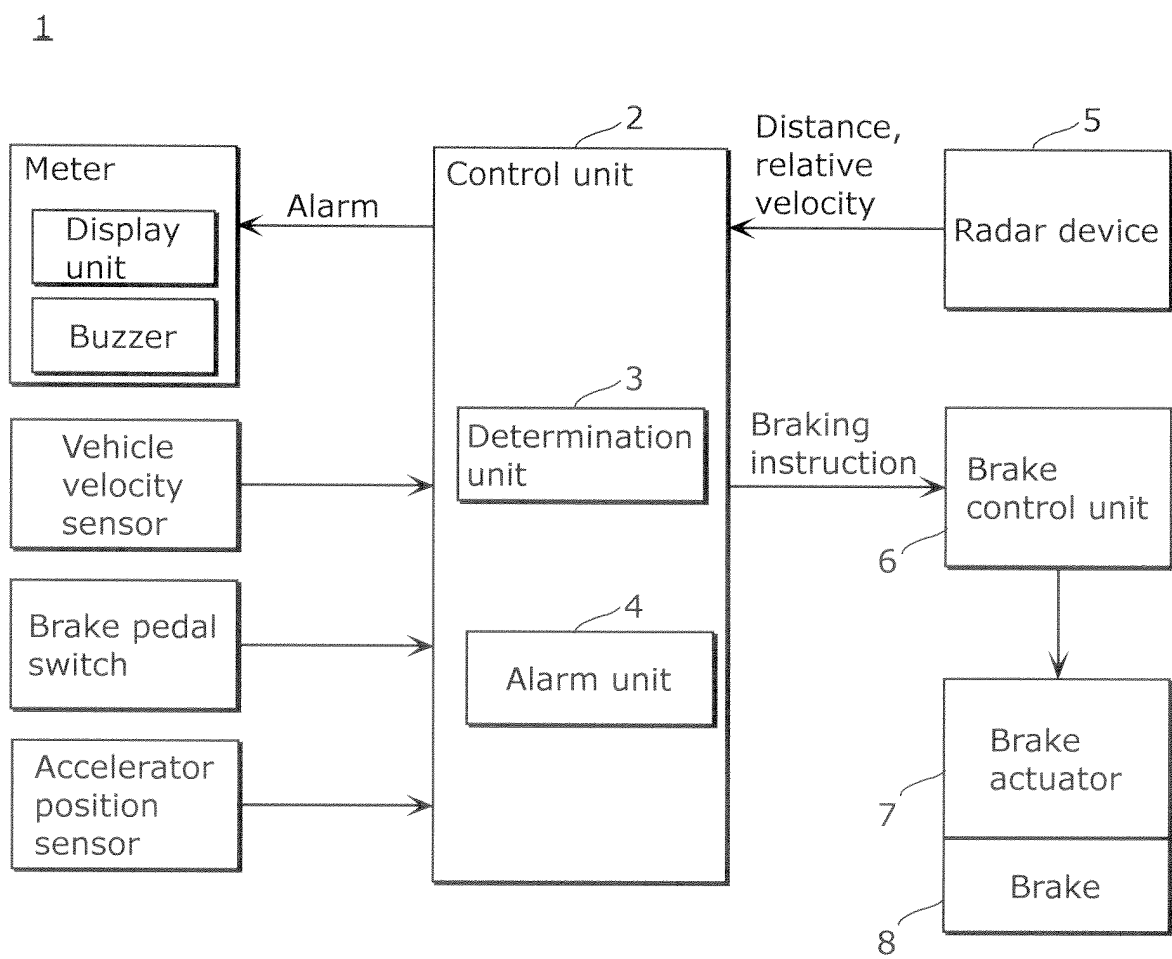 1
Meter
Display
unit
Buzzer
Alarm
2
Control unit
Distance,
relative
velocity
5
Radar device
Vehicle
velocity
sensor
3
Determination
unit
Braking
instruction
Brake
control unit
6
Brake pedal
switch
4
Alarm unit
Accelerator
position
sensor
Brake
actuator
7
Brake
8